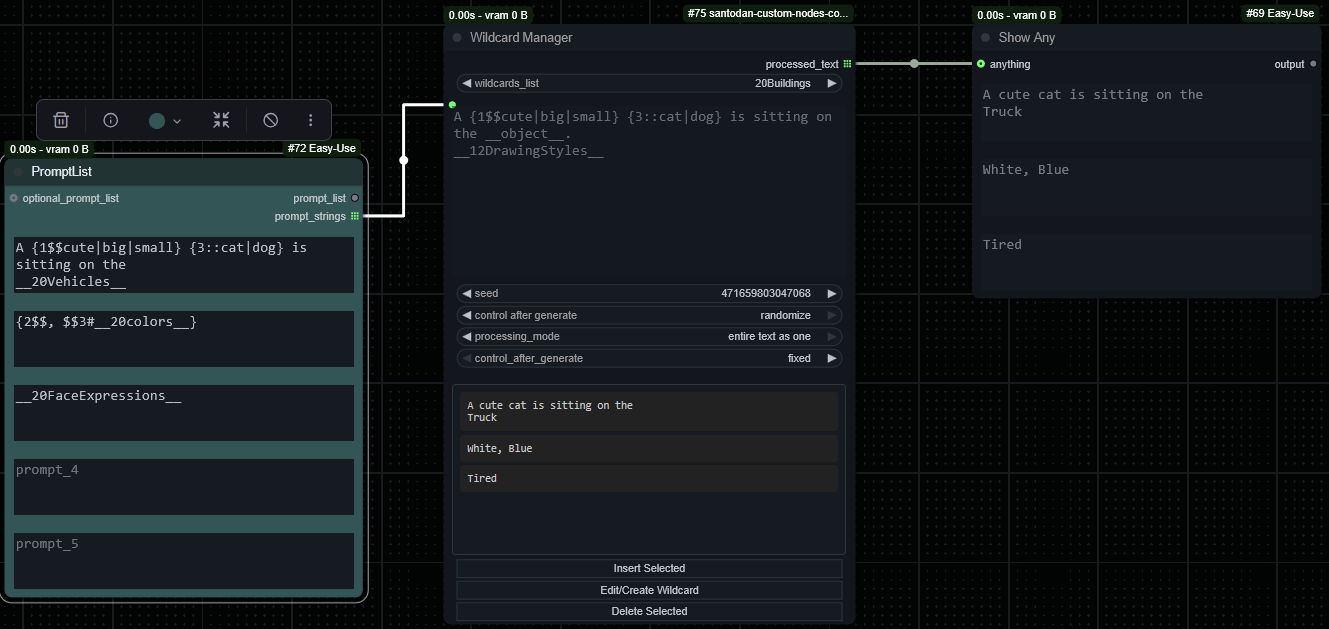 0.00s - vram 0 B
#72 Easy-Use
PromptList
optional_prompt_list
prompt_list
prompt_strings
A {1$$cute|big|small} {3::cat|dog} is
sitting on the
__20Vehicles__
{2$$, $$3#__20colors__}
__20FaceExpressions__
prompt_4
prompt_5
0.00s - vram 0 B
#75 santodan-custom-nodes-co...
Wildcard Manager
processed_text
wildcards_list
20Buildings
A {1$$cute|big|small} {3::cat|dog} is sitting on
the __object__.
__12DrawingStyles__
seed
471659803047068
control after generate
randomize
processing_mode
entire text as one
control_after_generate
fixed
A cute cat is sitting on the
Truck
White, Blue
Tired
Insert Selected
Edit/Create Wildcard
Delete Selected
0.00s - vram 0 B
#69 Easy-Use
Show Any
anything
output
A cute cat is sitting on the
Truck
White, Blue
Tired